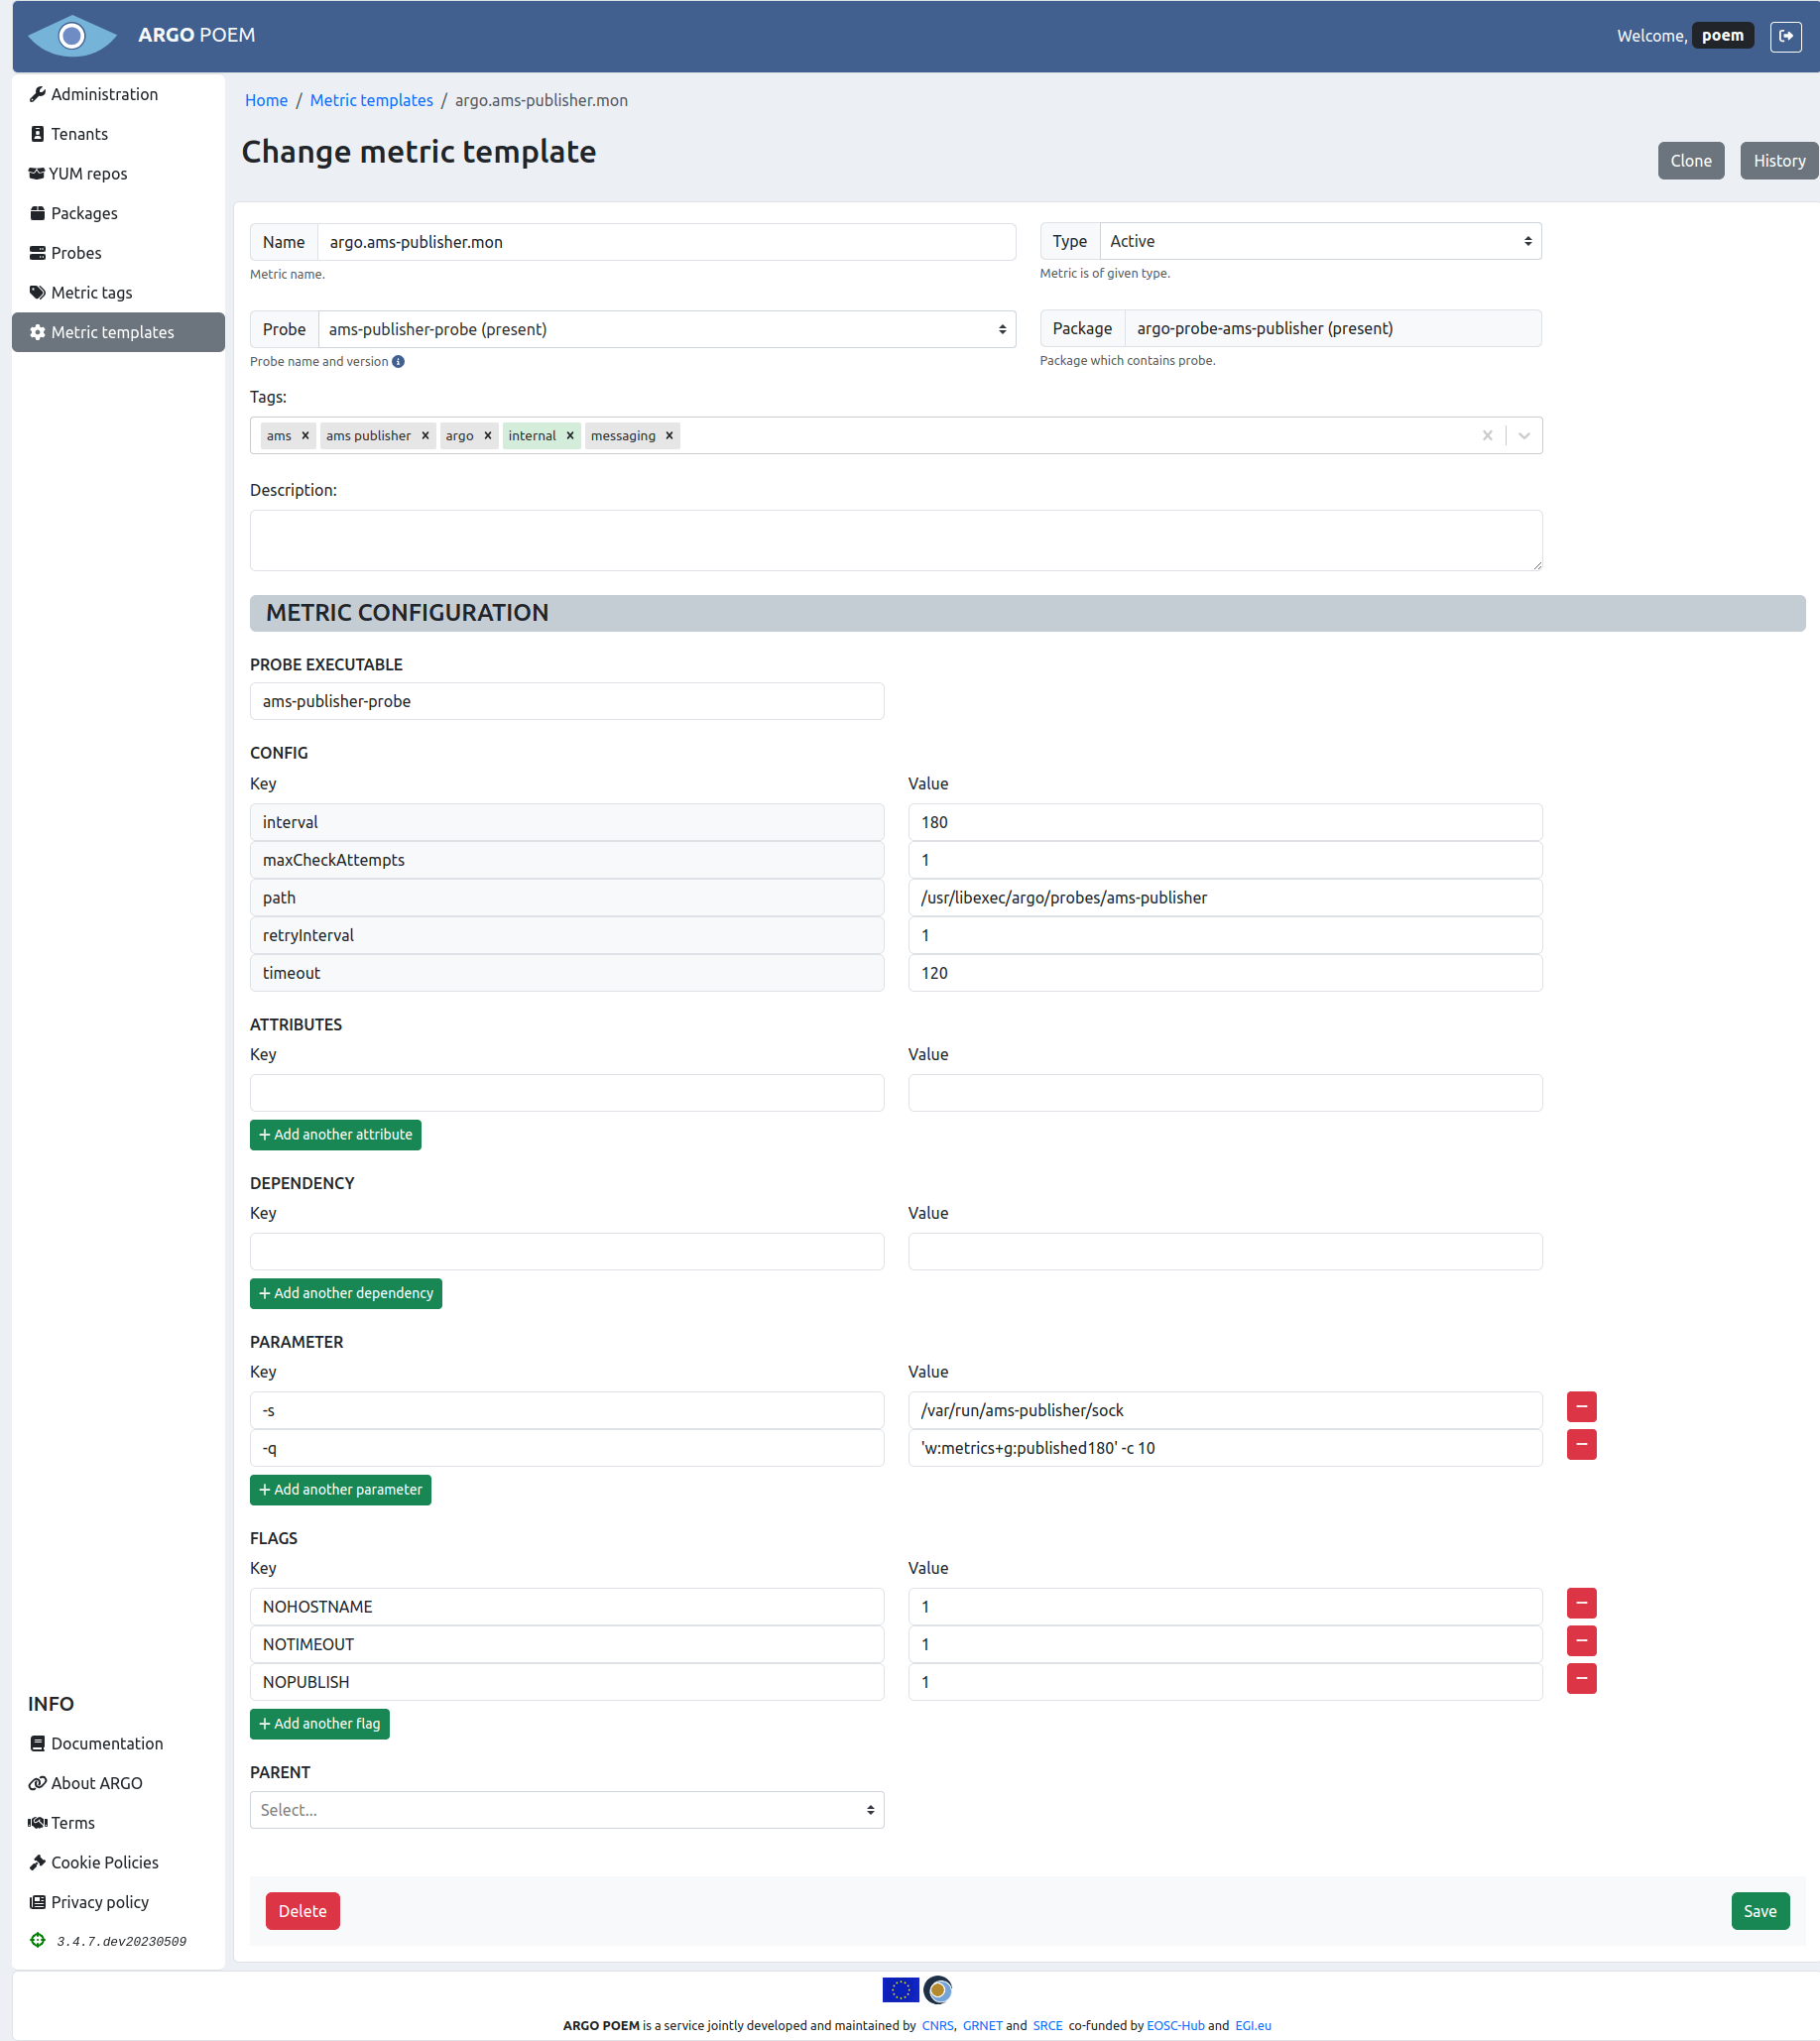 ARGO POEM
Welcome, poem
Administration
Tenants
YUM repos
Packages
Probes
Metric tags
Metric templates
Home / Metric templates / argo.ams-publisher.mon
Change metric template
Clone History
Name argo.ams-publisher.mon Type Active
Metric name. Metric is of given type.
Probe ams-publisher-probe (present) Package argo-probe-ams-publisher (present)
Probe name and version Package which contains probe.
Tags:
ams × ams publisher × argo × internal × messaging ×
Description:
METRIC CONFIGURATION
PROBE EXECUTABLE
ams-publisher-probe
CONFIG
Key Value
interval 180
maxCheckAttempts 1
path /usr/libexec/argo/probes/ams-publisher
retryInterval 1
timeout 120
ATTRIBUTES
Key Value
+ Add another attribute
DEPENDENCY
Key Value
+ Add another dependency
PARAMETER
Key Value
-s /var/run/ams-publisher/sock
-q 'w:metrics+g:published180' -c 10
+ Add another parameter
FLAGS
Key Value
NOHOSTNAME 1
NOTIMEOUT 1
NOPUBLISH 1
+ Add another flag
PARENT
Select...
INFO
Documentation
About ARGO
Terms
Cookie Policies
Privacy policy
3.4.7.dev20230509
Delete Save
ARGO POEM is a service jointly developed and maintained by CNRS, GRNET and SRCE co-funded by EOSC-Hub and EGI.eu